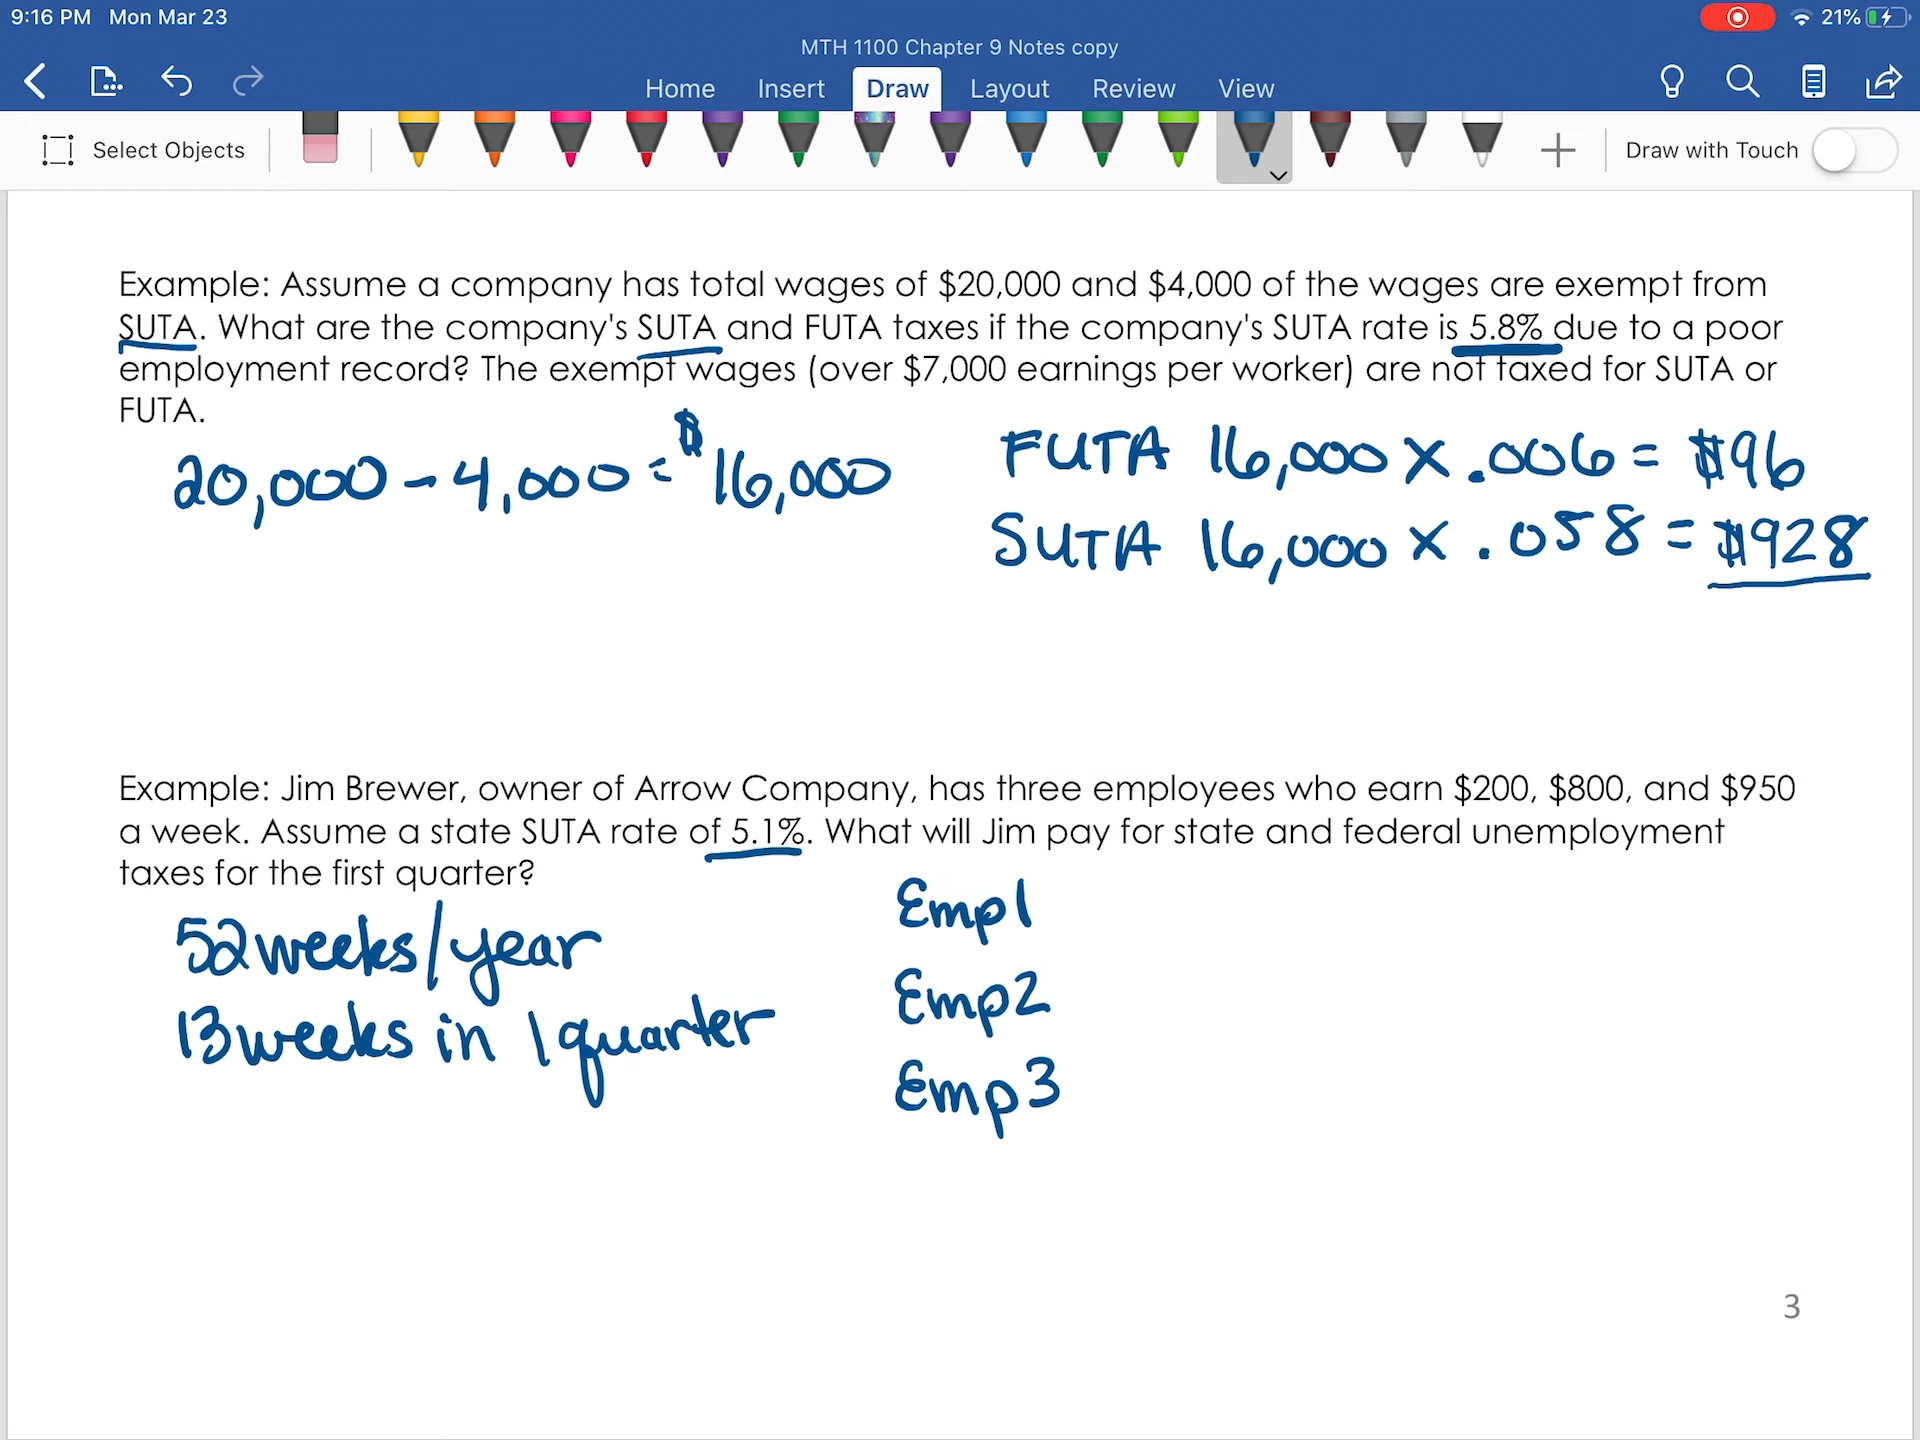 9:16 PM Mon Mar 23
21%
MTH 1100 Chapter 9 Notes copy
Home Insert Draw Layout Review View
Select Objects
Draw with Touch
Example: Assume a company has total wages of $20,000 and $4,000 of the wages are exempt from
SUTA. What are the company's SUTA and FUTA taxes if the company's SUTA rate is 5.8% due to a poor
employment record? The exempt wages (over $7,000 earnings per worker) are not taxed for SUTA or
FUTA.
20,000 - 4,000 = $16,000
FUTA 16,000 x .006 = $96
SUTA 16,000 x .058 = $928
Example: Jim Brewer, owner of Arrow Company, has three employees who earn $200, $800, and $950
a week. Assume a state SUTA rate of 5.1%. What will Jim pay for state and federal unemployment
taxes for the first quarter?
52 weeks/year
13 weeks in 1 quarter
Emp1
Emp2
Emp3
3